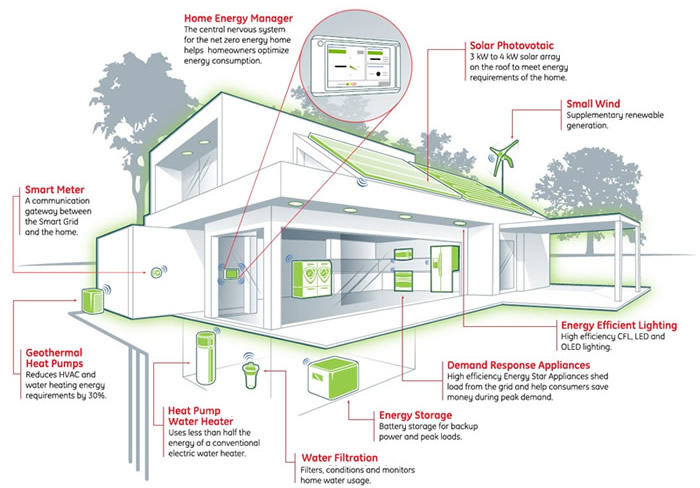 Home Energy Manager
The central nervous system
for the net zero energy home
helps homeowners optimize
energy consumption.
Solar Photovotaic
3 kW to 4 kW solar array
on the roof to meet energy
requirements of the home.
Small Wind
Supplementary renewable
generation.
Smart Meter
A communication
gateway between
the Smart Grid
and the home.
Geothermal
Heat Pumps
Reduces HVAC and
water heating energy
requirements by 30%.
Heat Pump
Water Heater
Uses less than half the
energy of a conventional
electric water heater.
Water Filtration
Filters, conditions and monitors
home water usage.
Energy Storage
Battery storage for backup
power and peak loads.
Demand Response Appliances
High efficiency Energy Star Appliances shed
load from the grid and help consumers save
money during peak demand.
Energy Efficient Lighting
High efficiency CFL, LED and
OLED lighting.